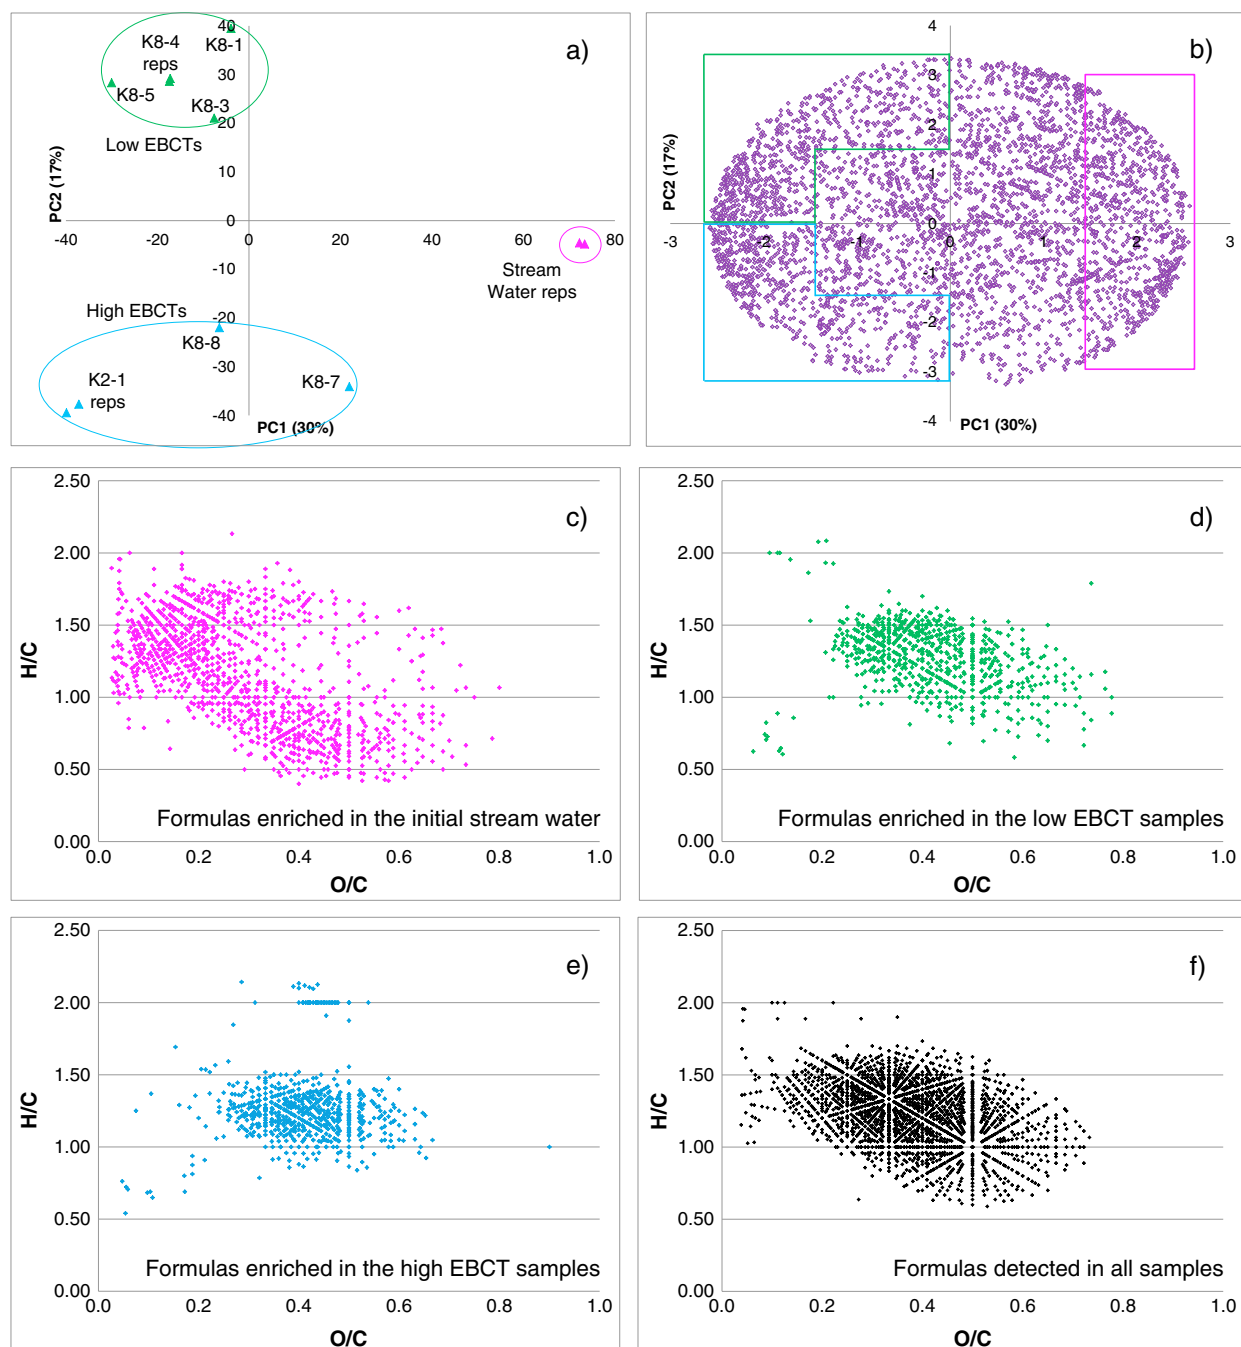 a)
40
K8-4
reps
K8-1
30
K8-5
K8-3
20
Low EBCTs
10
PC2 (17%)
0
-40
-20
0
20
40
60
80
-10
Stream
Water reps
High EBCTs
-20
K8-8
-30
K2-1
reps
K8-7
-40
PC1 (30%)
b)
4
3
2
PC2 (17%)
1
0
-3
-2
-1
0
1
2
3
-1
-2
-3
-4
PC1 (30%)
c)
2.50
2.00
1.50
H/C
1.00
0.50
Formulas enriched in the initial stream water
0.00
0.0 0.2 0.4 0.6 0.8 1.0
O/C
d)
2.50
2.00
1.50
H/C
1.00
0.50
Formulas enriched in the low EBCT samples
0.00
0.0 0.2 0.4 0.6 0.8 1.0
O/C
e)
2.50
2.00
1.50
H/C
1.00
0.50
Formulas enriched in the high EBCT samples
0.00
0.0 0.2 0.4 0.6 0.8 1.0
O/C
f)
2.50
2.00
1.50
H/C
1.00
0.50
Formulas detected in all samples
0.00
0.0 0.2 0.4 0.6 0.8 1.0
O/C